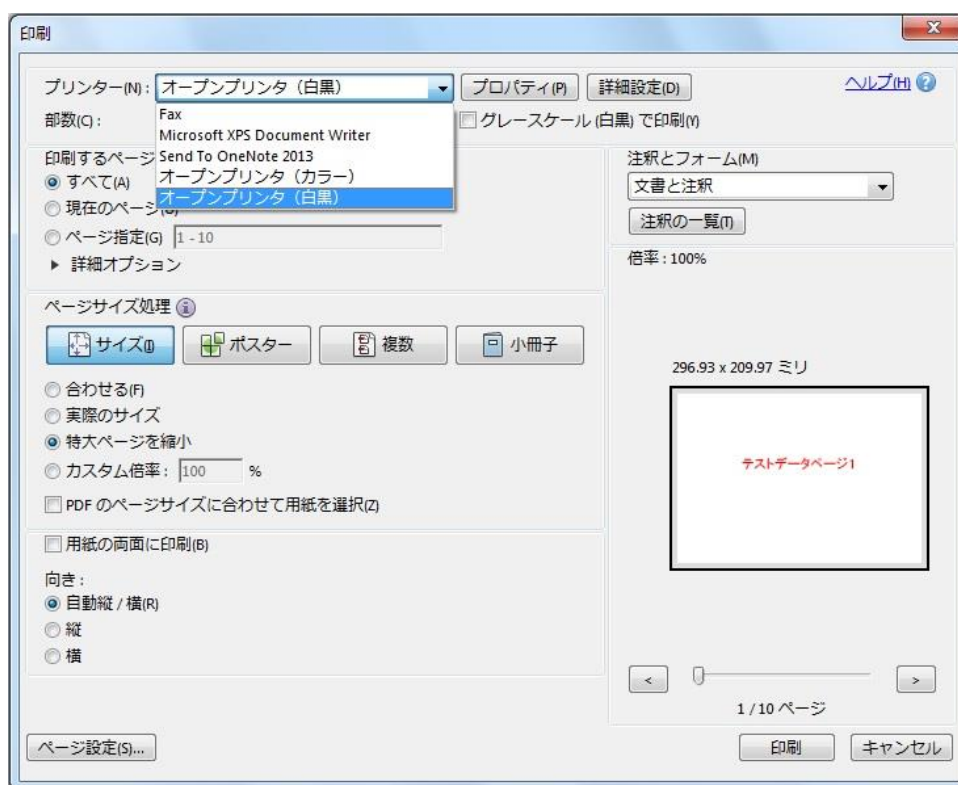 印刷
プリンター(N): オープンプリンタ（白黒） プロパティ(P) 詳細設定(D) ヘルプ(H)
部数(C): グレースケール (白黒) で印刷(Y)
Fax
Microsoft XPS Document Writer
Send To OneNote 2013
オープンプリンタ（カラー）
オープンプリンタ（白黒）
印刷するページ
すべて(A)
現在のページ
ページ指定(G) 1 - 10
詳細オプション
注釈とフォーム(M)
文書と注釈
注釈の一覧(T)
倍率 : 100%
ページサイズ処理
サイズ(I) ポスター 複数 小冊子
合わせる(F)
実際のサイズ
特大ページを縮小
カスタム倍率 : 100 %
PDF のページサイズに合わせて用紙を選択(Z)
用紙の両面に印刷(B)
向き :
自動縦 / 横(R)
縦
横
296.93 x 209.97 ミリ
テストデータページ1
< >
1 / 10 ページ
ページ設定(S)... 印刷 キャンセル